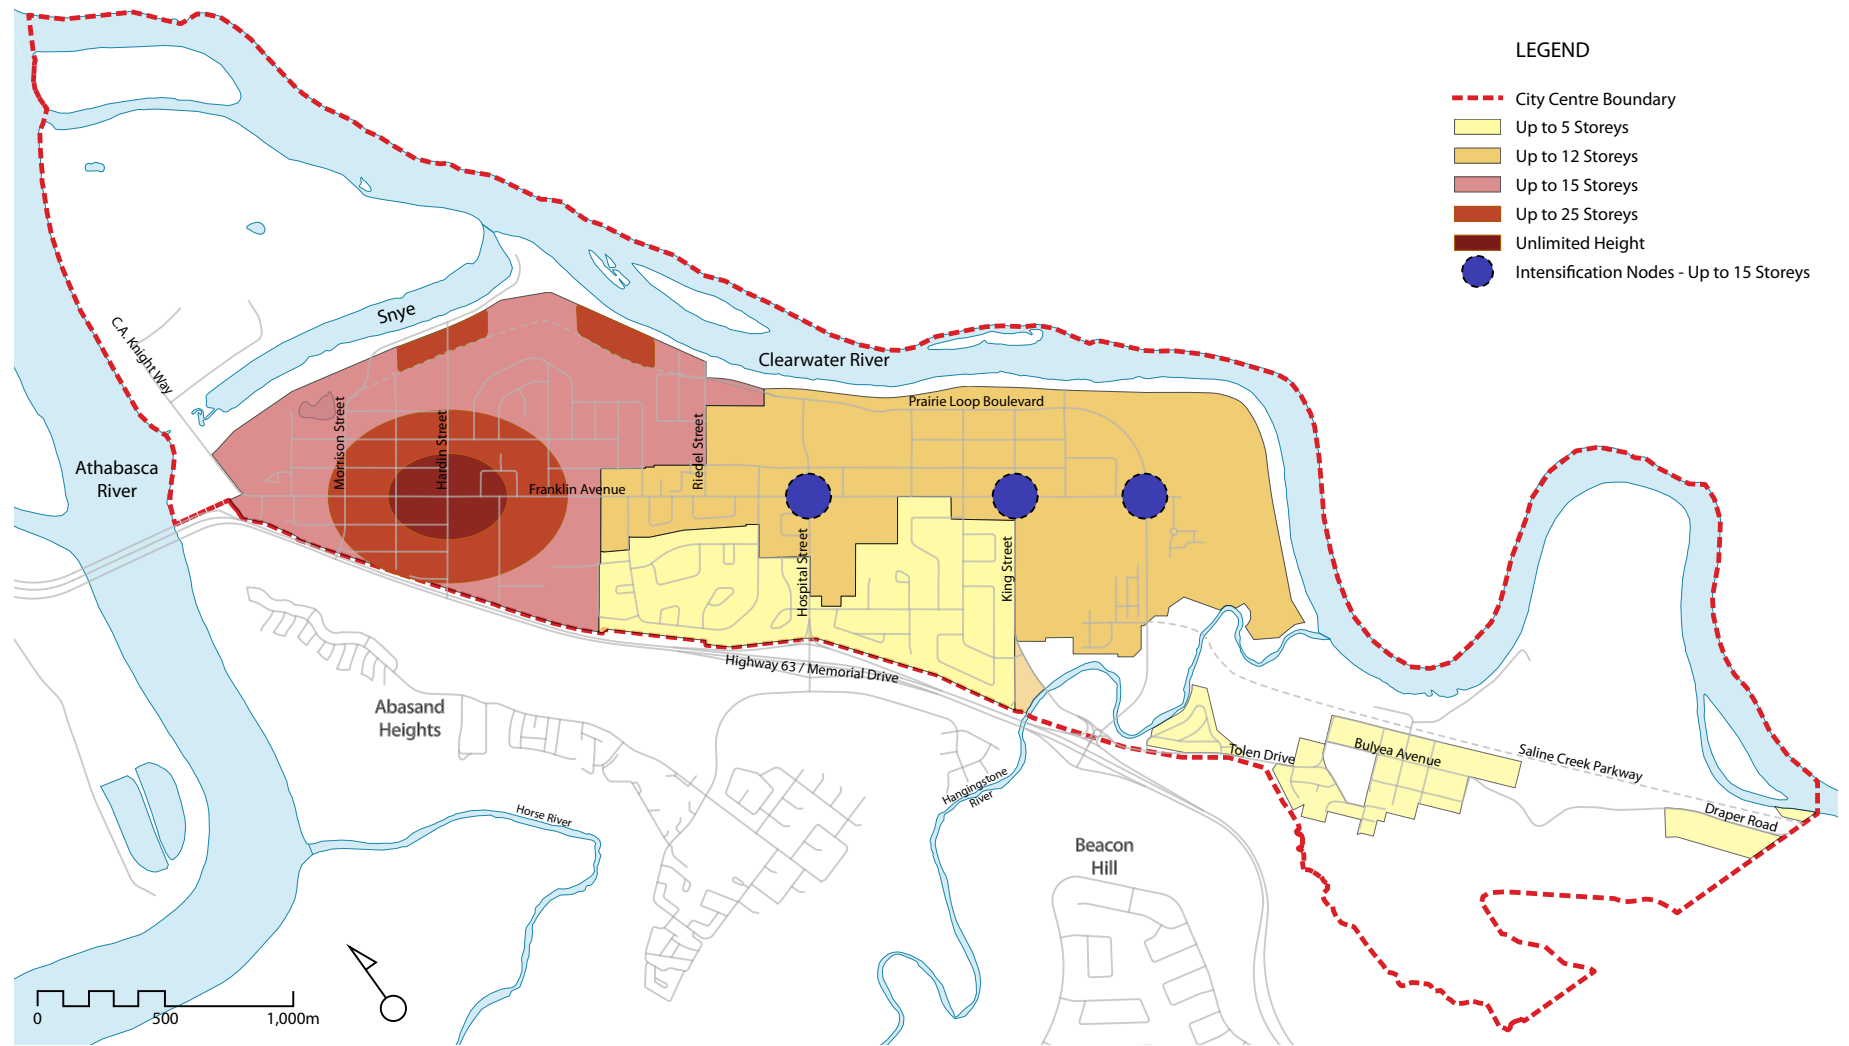 LEGEND
City Centre Boundary
Up to 5 Storeys
Up to 12 Storeys
Up to 15 Storeys
Up to 25 Storeys
Unlimited Height
Intensification Nodes - Up to 15 Storeys
C.A. Knight Way
Snye
Clearwater River
Prairie Loop Boulevard
Morrison Street
Hardin Street
Riedel Street
Athabasca
River
Franklin Avenue
Hospital Street
King Street
Highway 63 / Memorial Drive
Abasand
Heights
Tolen Drive
Bulyea Avenue
Saline Creek Parkway
Hangingstone
River
Draper Road
Horse River
Beacon
Hill
0
500
1,000m